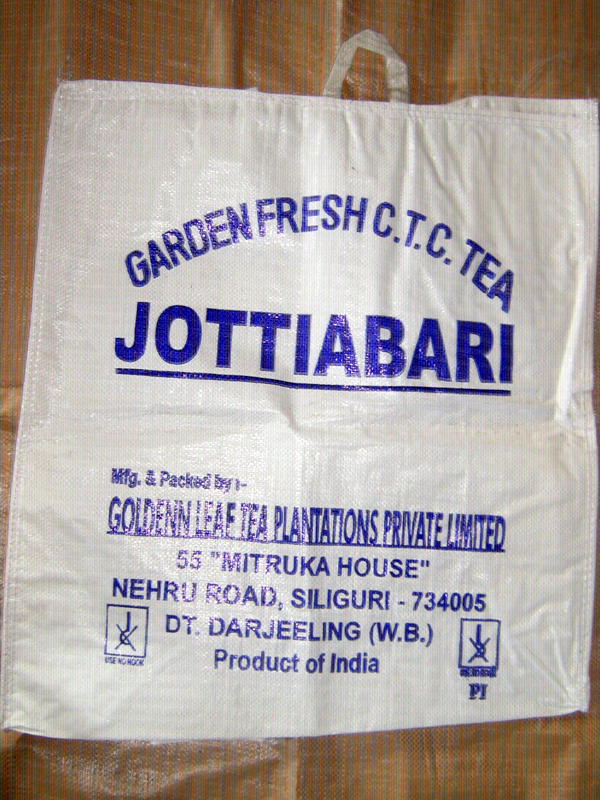 GARDEN FRESH C.T.C. TEA
JOTTIABARI
Mfg. & Packed by :-
GOLDENN LEAF TEA PLANTATIONS PRIVATE LIMITED
55 "MITRUKA HOUSE"
NEHRU ROAD, SILIGURI - 734005
DT. DARJEELING (W.B.)
Product of India
USE NO HOOK
PI